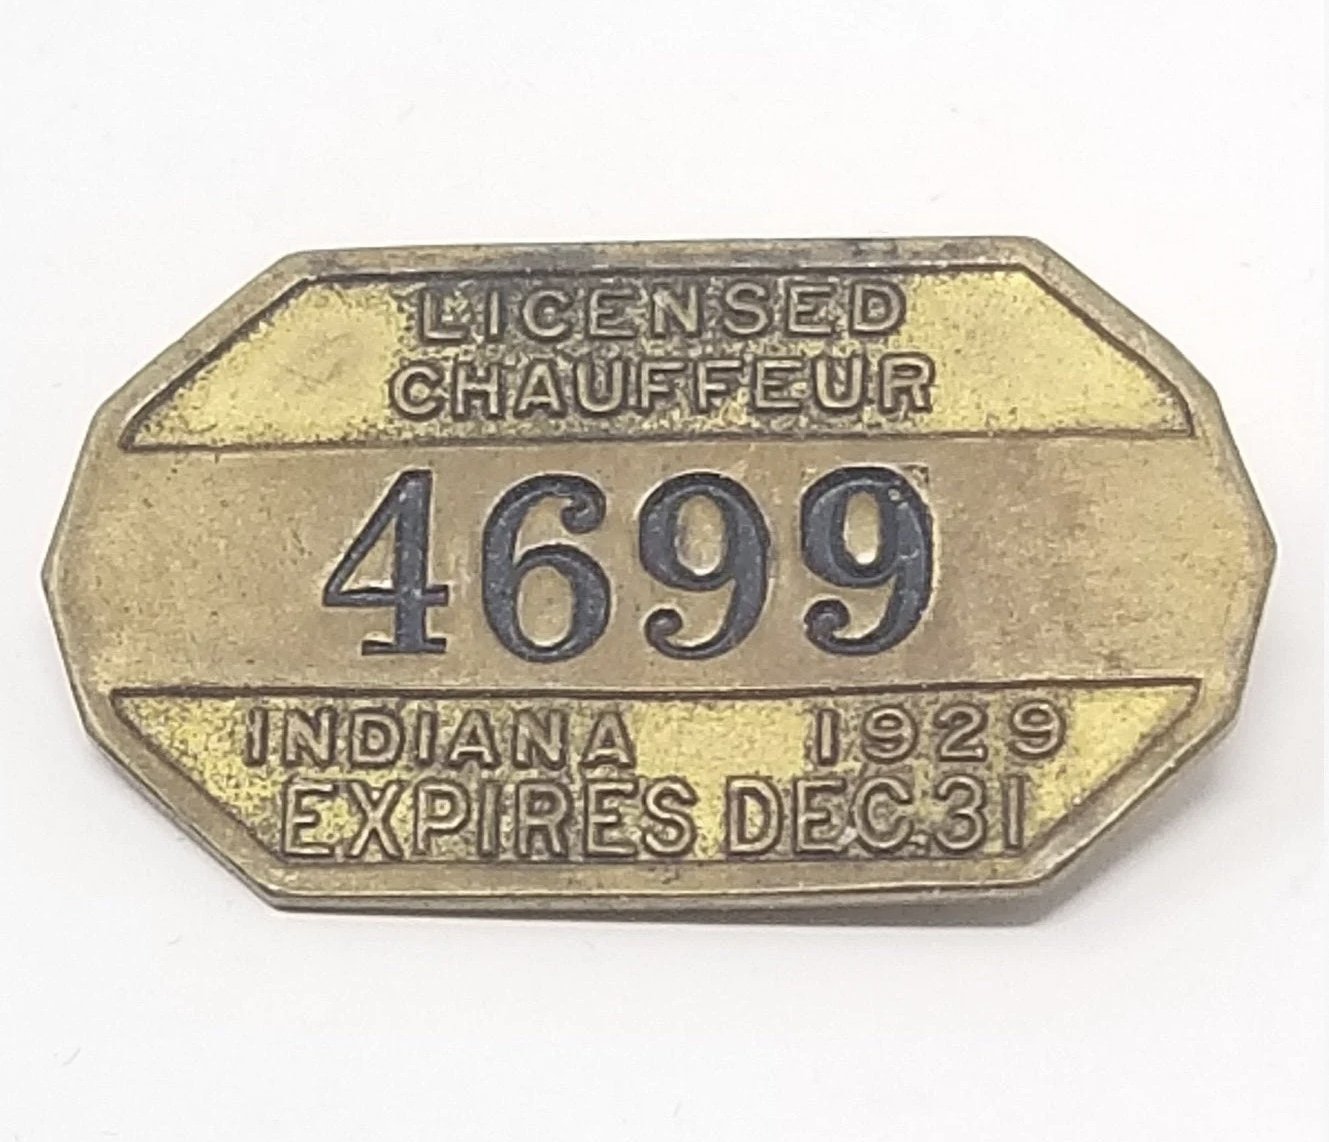 LICENSED
CHAUFFEUR
4699
INDIANA 1929
EXPIRES DEC. 31